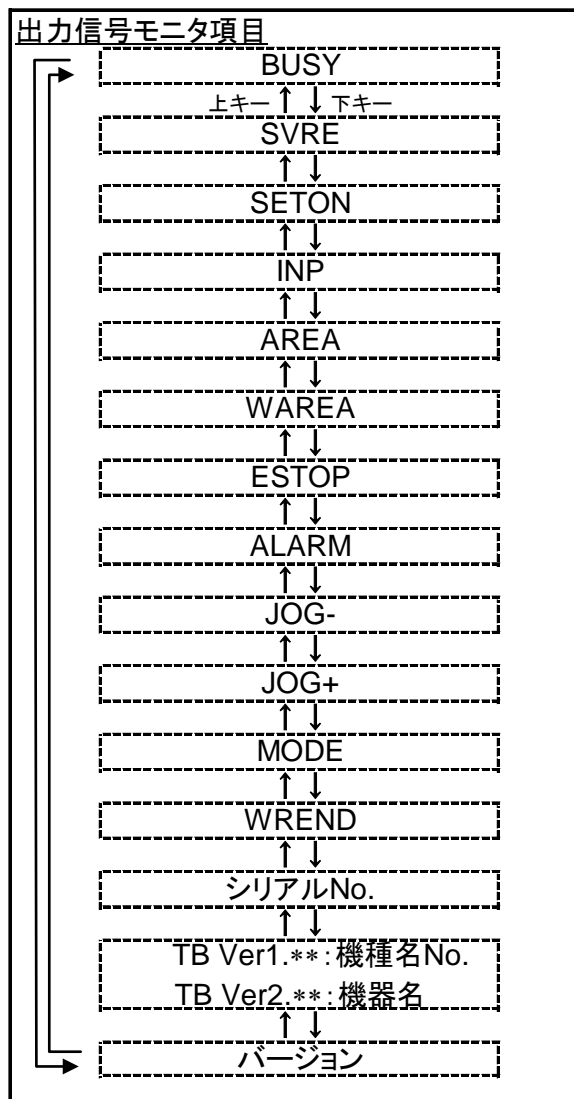 出力信号モニタ項目
BUSY
上キー 下キー
SVRE
SETON
INP
AREA
WAREA
ESTOP
ALARM
JOG-
JOG+
MODE
WREND
シリアルNo.
TB Ver1.**:機種名No.
TB Ver2.**:機器名
バージョン